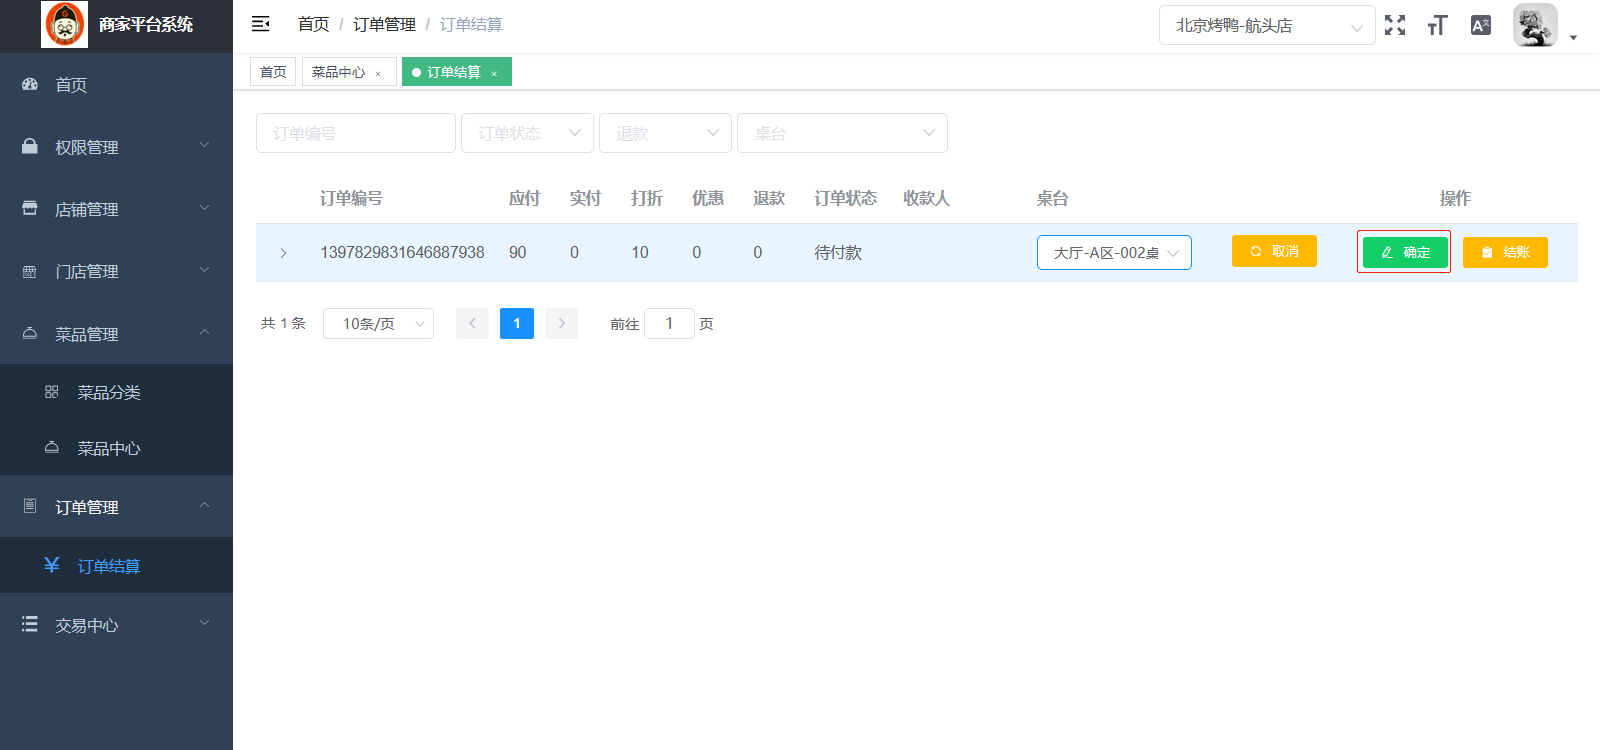 商家平台系统
首页 / 订单管理 / 订单结算
北京烤鸭-航头店
首页
菜品中心 ×
订单结算 ×
首页
权限管理
店铺管理
门店管理
菜品管理
菜品分类
菜品中心
订单管理
订单结算
交易中心
订单编号 订单状态 退款 桌台
订单编号 应付 实付 打折 优惠 退款 订单状态 收款人 桌台 操作
1397829831646887938 90 0 10 0 0 待付款 大厅-A区-002桌 取消 确定 结账
共 1 条 10条/页 1 前往 1 页